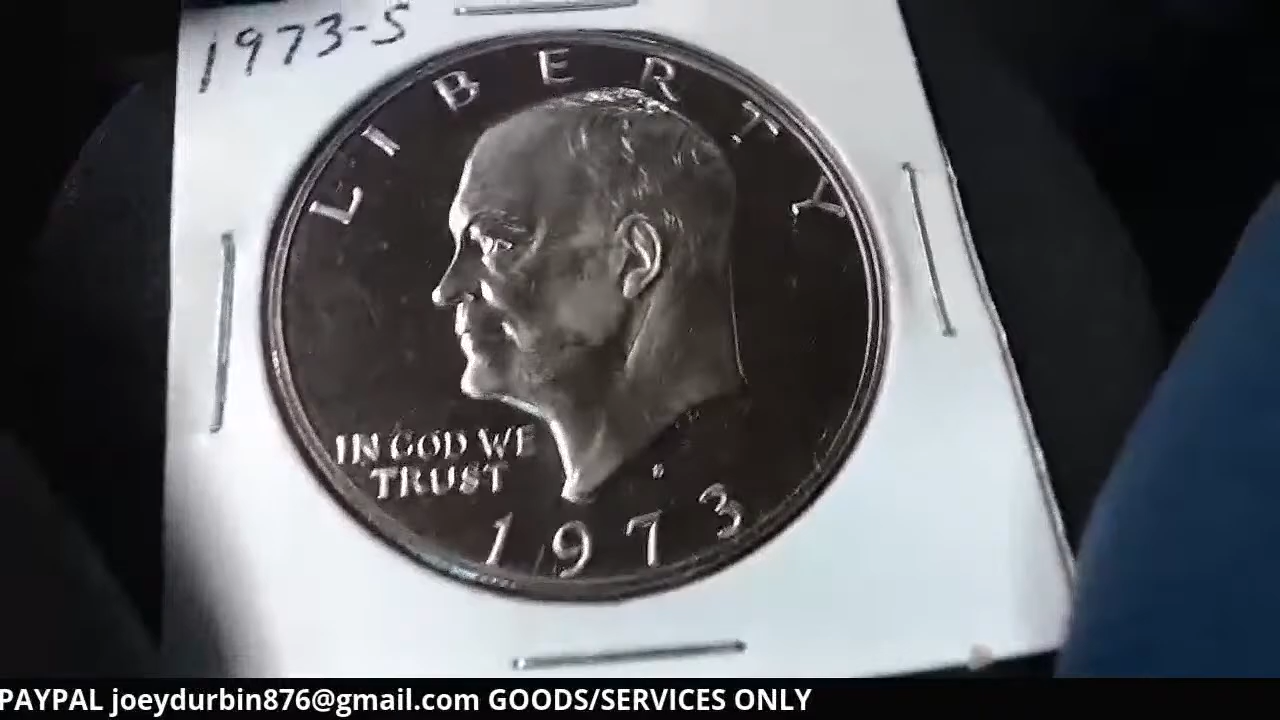 1973-S
LIBERTY
IN GOD WE
TRUST
S
1973
PAYPAL joeydurbin876@gmail.com GOODS/SERVICES ONLY